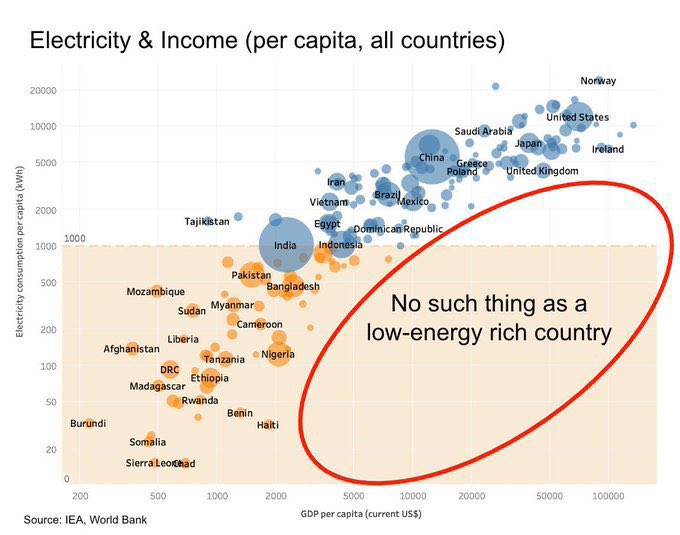 Electricity & Income (per capita, all countries)
Norway
20000
United States
10000
Saudi Arabia
Japan
Ireland
China
Greece
5000
Poland
United Kingdom
Iran
Brazil
Vietnam
Mexico
2000
Tajikistan
Egypt
Dominican Republic
1000
1000
India
Indonesia
Pakistan
500
Bangladesh
Mozambique
Myanmar
Sudan
Cameroon
200
Liberia
Afghanistan
Nigeria
Tanzania
100
DRC
Ethiopia
Madagascar
50
Rwanda
Benin
Burundi
Haiti
Somalia
20
Sierra Leone
Chad
0
No such thing as a
low-energy rich country
Electricity consumption per capita (kWh)
200 500 1000 2000 5000 10000 20000 50000 100000
GDP per capita (current US$)
Source: IEA, World Bank